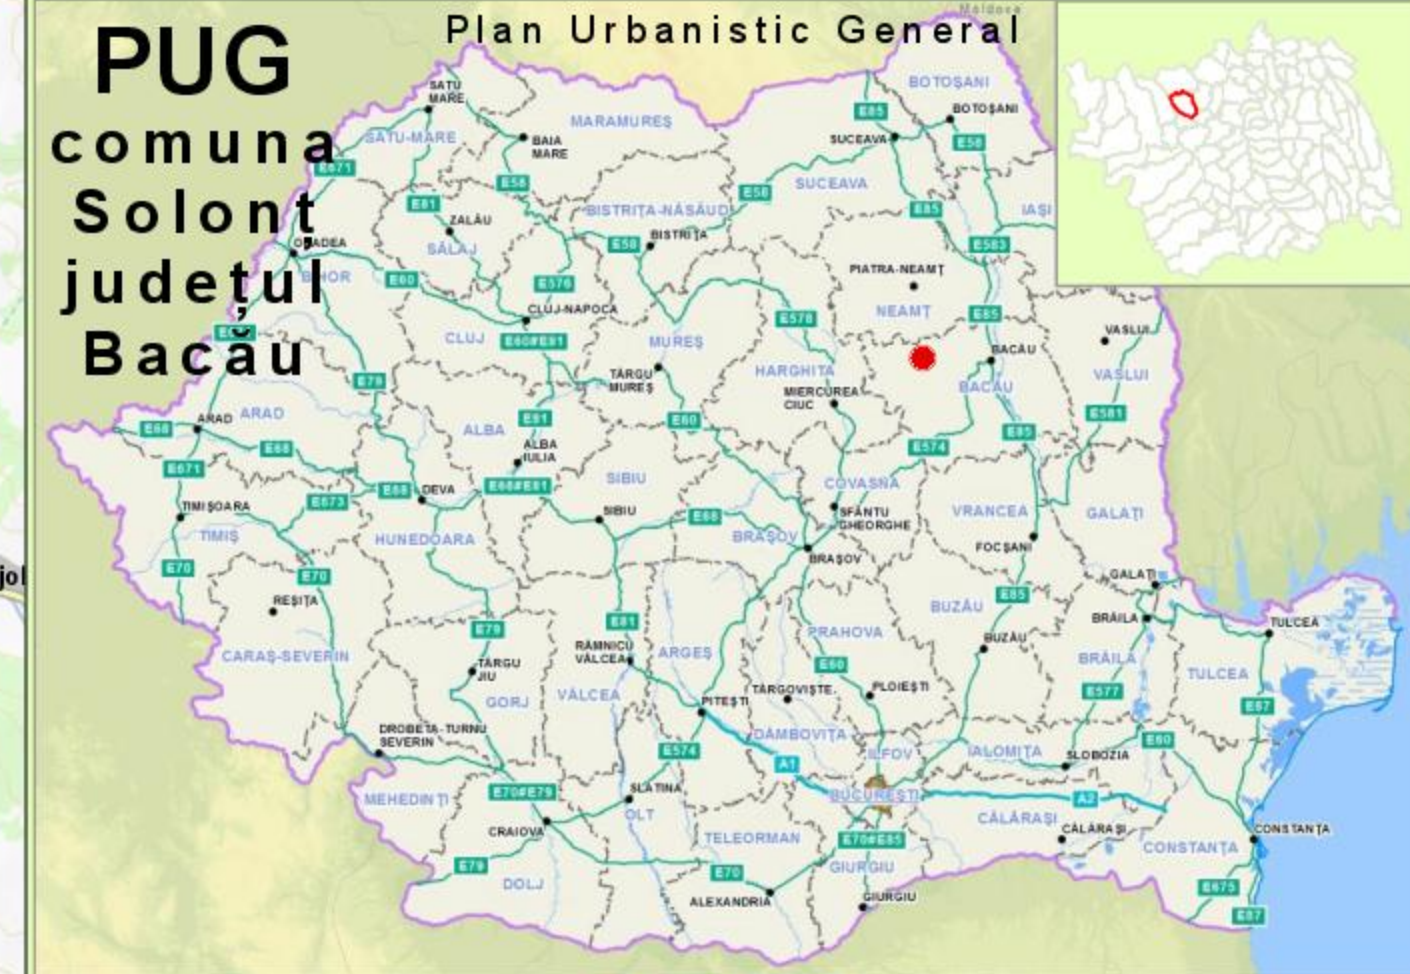 Moldova
Plan Urbanistic General
PUG
comuna
Solonț
județul
Bacău
SATU
MARE
BOTOȘANI
BOTOȘANI
E85
MARAMUREȘ
SATU-MARE
BAIA
MARE
SUCEAVA
E58
E671
E58
E58
SUCEAVA
E81
ZALĂU
BISTRIȚA-NĂSĂUD
E85
IAȘI
ORADEA
SĂLAJ
E58
BISTRIȚA
E583
BIHOR
E60
E576
PIATRA-NEAMȚ
CLUJ-NAPOCA
E578
NEAMȚ
E85
CLUJ
E60#E81
MUREȘ
VASLUI
BACĂU
TÂRGU
MUREȘ
HARGHITA
MIERCUREA
CIUC
BACĂU
VASLUI
E79
ARAD
ARAD
E68
E81
E60
E581
E68
ALBA
ALBA
IULIA
E574
E85
E671
E673
E68
DEVA
E68#E81
SIBIU
COVASNA
TIMIȘOARA
SIBIU
E68
SFÂNTU
GHEORGHE
VRANCEA
GALAȚI
TIMIȘ
HUNEDOARA
BRAȘOV
BRAȘOV
FOCȘANI
E70
E70
GALAȚI
REȘIȚA
E85
BUZĂU
BRĂILA
TULCEA
E79
E81
PRAHOVA
BUZĂU
CARAȘ-SEVERIN
TÂRGU
JIU
RÂMNICU
VÂLCEA
ARGEȘ
E60
BRĂILA
TULCEA
GORJ
VÂLCEA
PITEȘTI
TÂRGOVIȘTE
PLOIEȘTI
E577
E87
DROBETA-TURNU
SEVERIN
E574
DÂMBOVIȚA
A1
ILFOV
IALOMIȚA
SLOBOZIA
E60
MEHEDINȚI
E70#E79
SLATINA
OLT
BUCUREȘTI
A2
CRAIOVA
TELEORMAN
E70#E85
CĂLĂRAȘI
CĂLĂRAȘI
CONSTANȚA
CONSTANȚA
E79
DOLJ
E70
GIURGIU
ALEXANDRIA
GIURGIU
E675
E87